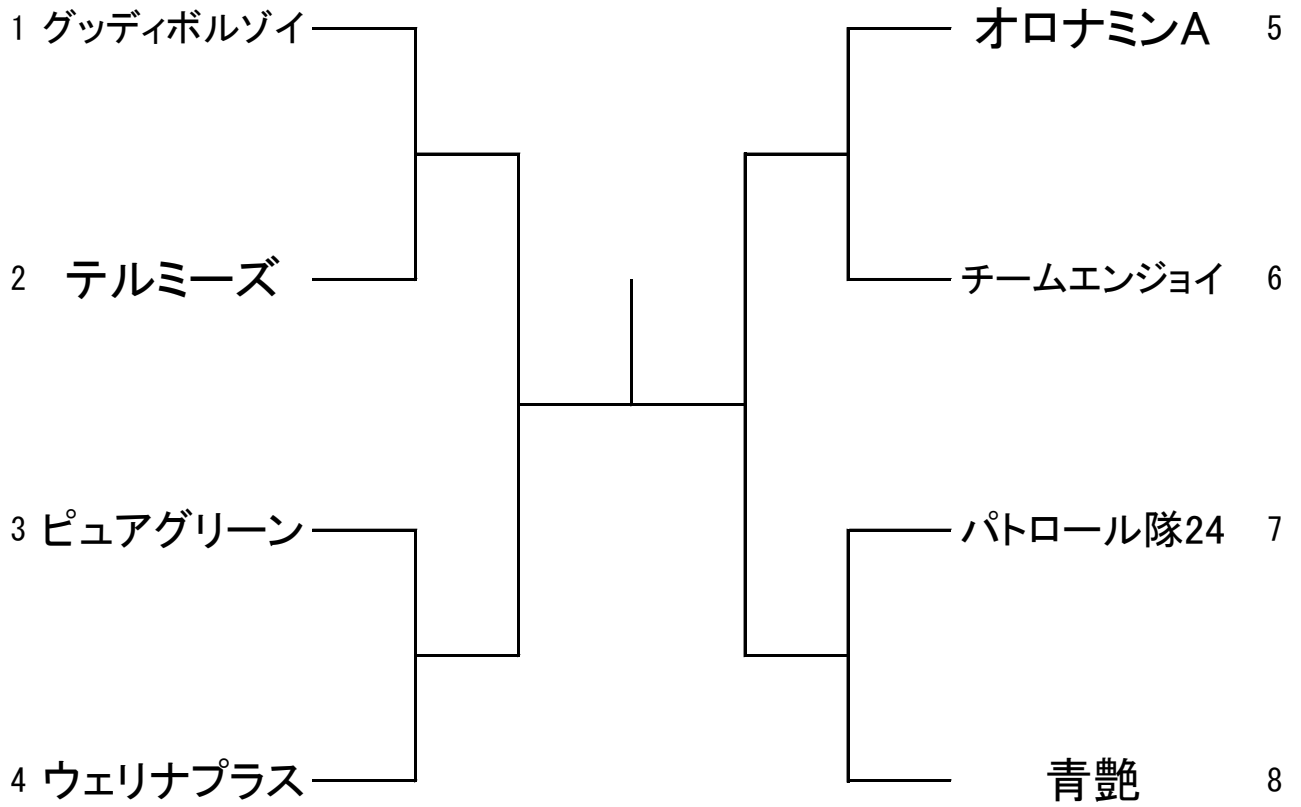 1 グッディボルゾイ
2 テルミーズ
3 ピュアグリーン
4 ウェリナプラス
オロナミンA 5
チームエンジョイ 6
パトロール隊24 7
青艶 8